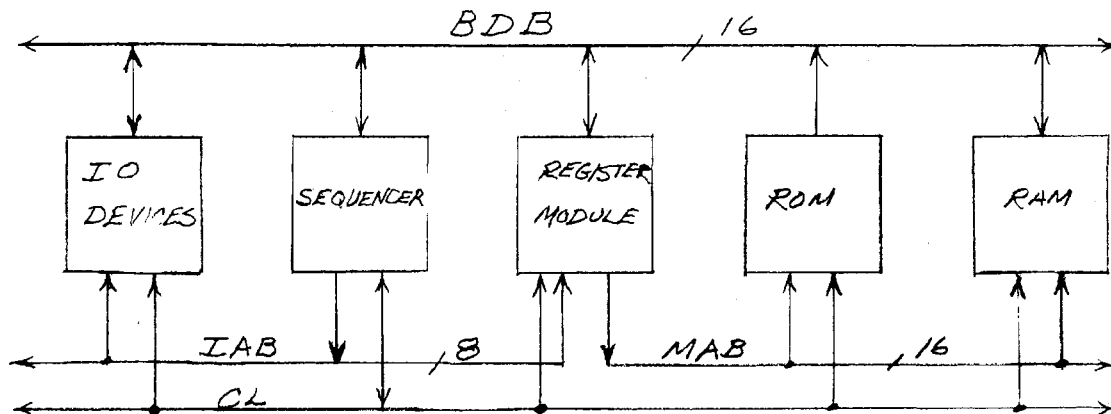 BDB /16
IO
DEVICES
SEQUENCER
REGISTER
MODULE
ROM
RAM
IAB /8
MAB /16
CL